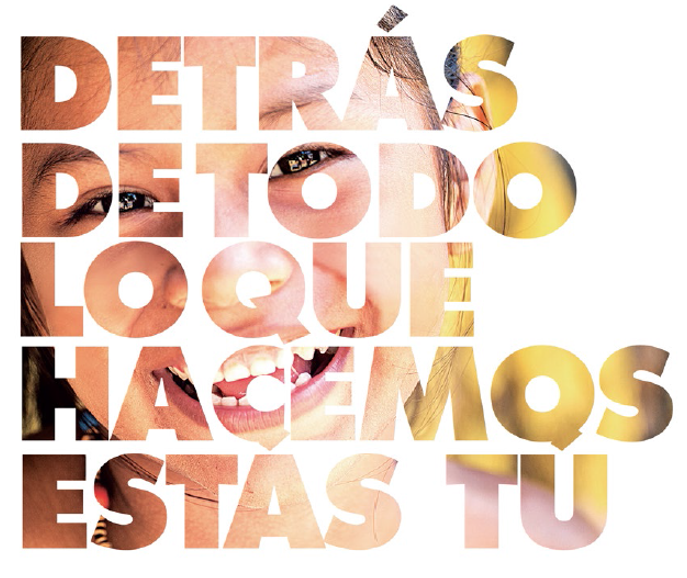 DETRÁS
DE TODO
LO QUE
HACEMOS
ESTÁS TÚ